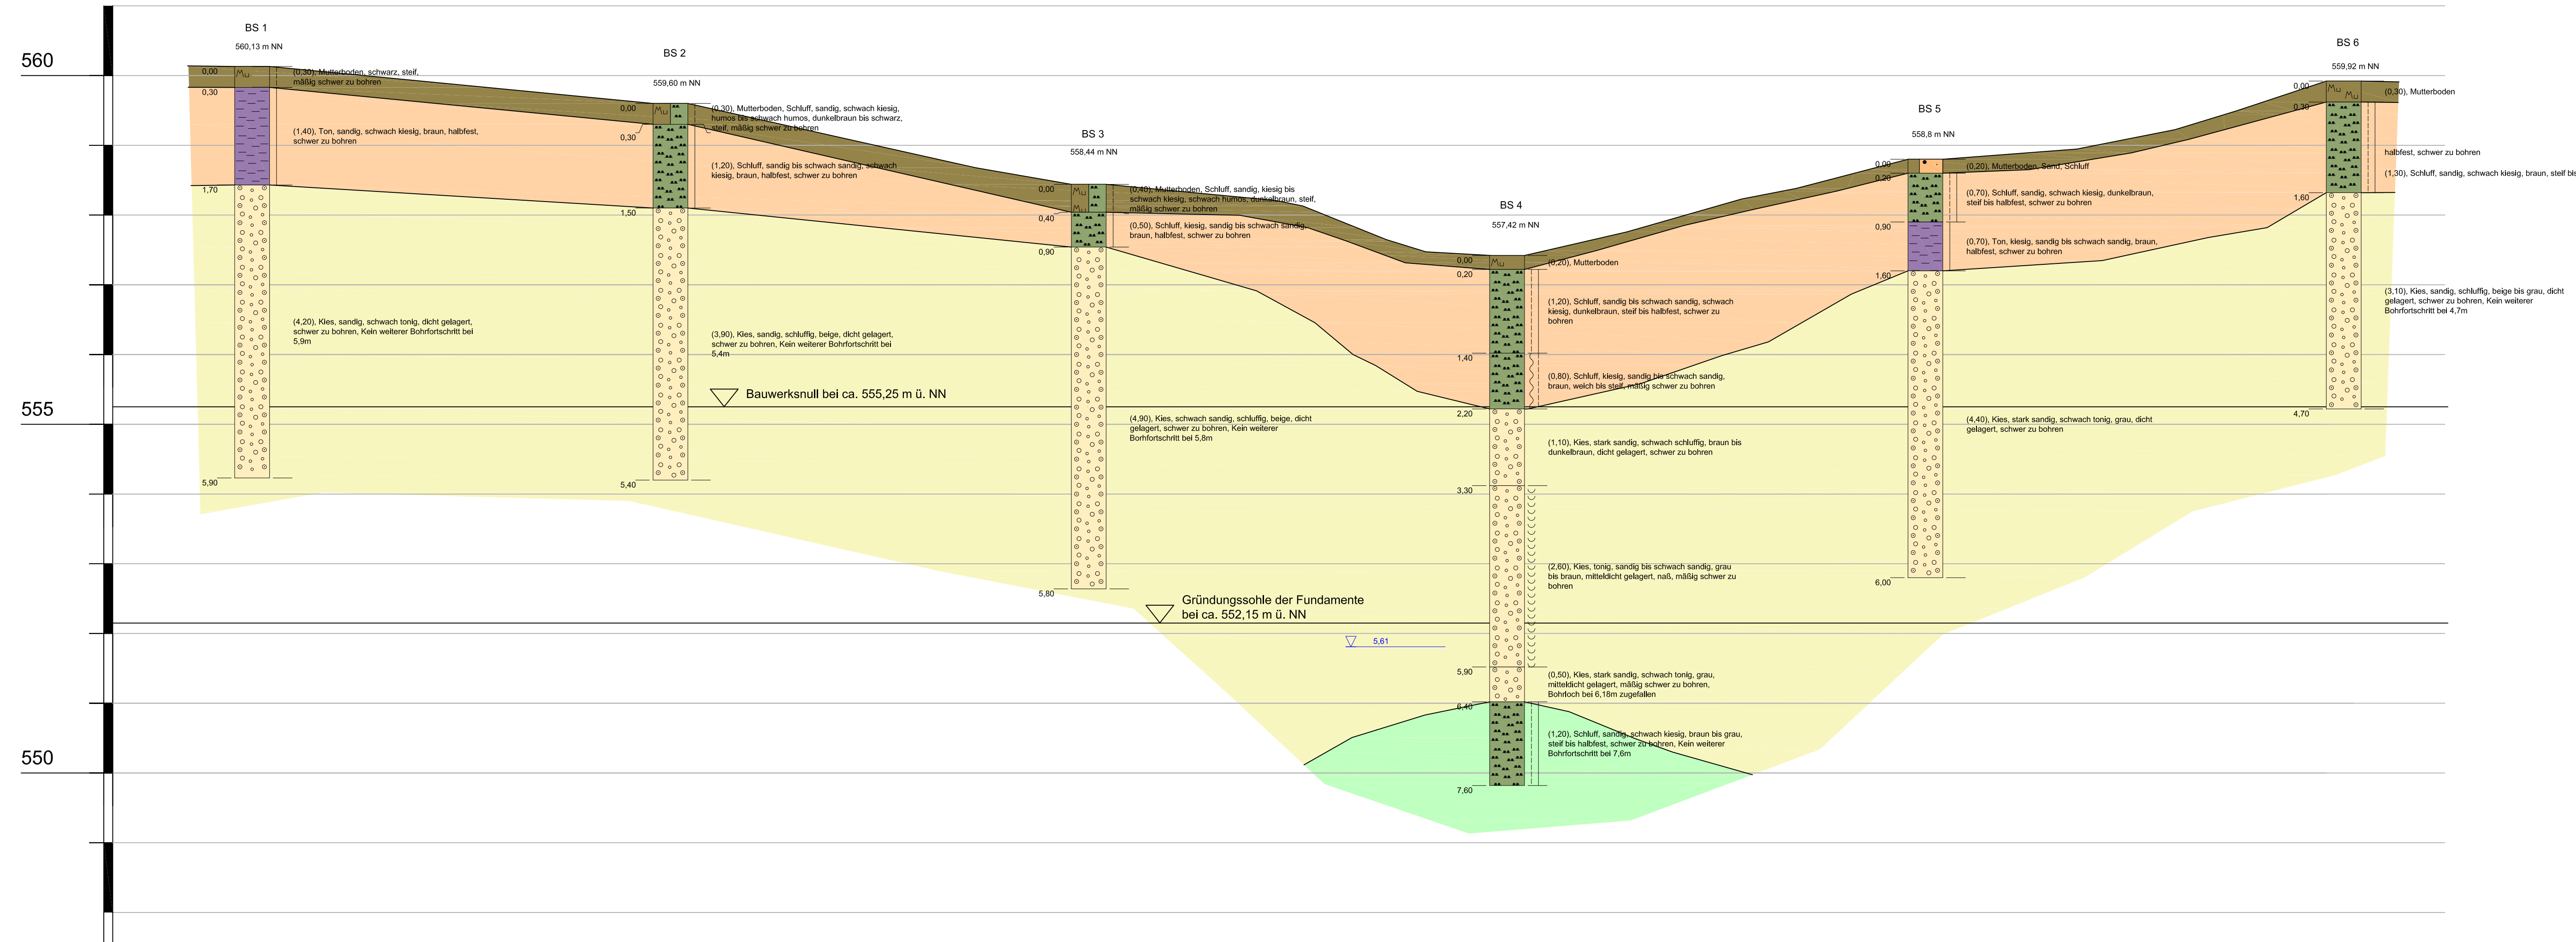 560
555
550
BS 1
560,13 m NN
0,00
Mu
0,30
1,70
5,90
(0,30), Mutterboden, schwarz, steif,
mäßig schwer zu bohren
(1,40), Ton, sandig, schwach kiesig, braun, halbfest,
schwer zu bohren
(4,20), Kies, sandig, schwach tonig, dicht gelagert,
schwer zu bohren, Kein weiterer Bohrfortschritt bei
5,9m
BS 2
559,60 m NN
0,00
Mu
0,30
1,50
5,40
(0,30), Mutterboden, Schluff, sandig, schwach kiesig,
humos bis schwach humos, dunkelbraun bis schwarz,
steif, mäßig schwer zu bohren
(1,20), Schluff, sandig bis schwach sandig, schwach
kiesig, braun, halbfest, schwer zu bohren
(3,90), Kies, sandig, schluffig, beige, dicht gelagert,
schwer zu bohren, Kein weiterer Bohrfortschritt bei
5,4m
Bauwerksnull bei ca. 555,25 m ü. NN
BS 3
558,44 m NN
0,00
Mu
Mu
0,40
0,90
5,80
(0,40), Mutterboden, Schluff, sandig, kiesig bis
schwach kiesig, schwach humos, dunkelbraun, steif,
mäßig schwer zu bohren
(0,50), Schluff, kiesig, sandig bis schwach sandig,
braun, halbfest, schwer zu bohren
(4,90), Kies, schwach sandig, schluffig, beige, dicht
gelagert, schwer zu bohren, Kein weiterer
Borhfortschritt bei 5,8m
Gründungssohle der Fundamente
bei ca. 552,15 m ü. NN
5,61
BS 4
557,42 m NN
0,00
Mu
0,20
1,40
2,20
3,30
5,90
6,40
7,60
(0,20), Mutterboden
(1,20), Schluff, sandig bis schwach sandig, schwach
kiesig, dunkelbraun, steif bis halbfest, schwer zu
bohren
(0,80), Schluff, kiesig, sandig bis schwach sandig,
braun, weich bis steif, mäßig schwer zu bohren
(1,10), Kies, stark sandig, schwach schluffig, braun bis
dunkelbraun, dicht gelagert, schwer zu bohren
(2,60), Kies, tonig, sandig bis schwach sandig, grau
bis braun, mitteldicht gelagert, naß, mäßig schwer zu
bohren
(0,50), Kies, stark sandig, schwach tonig, grau,
mitteldicht gelagert, mäßig schwer zu bohren,
Bohrloch bei 6,18m zugefallen
(1,20), Schluff, sandig, schwach kiesig, braun bis grau,
steif bis halbfest, schwer zu bohren, Kein weiterer
Bohrfortschritt bei 7,6m
BS 5
558,8 m NN
0,00
0,20
0,90
1,60
6,00
(0,20), Mutterboden, Sand, Schluff
(0,70), Schluff, sandig, schwach kiesig, dunkelbraun,
steif bis halbfest, schwer zu bohren
(0,70), Ton, kiesig, sandig bis schwach sandig, braun,
halbfest, schwer zu bohren
(4,40), Kies, stark sandig, schwach tonig, grau, dicht
gelagert, schwer zu bohren
BS 6
559,92 m NN
0,00
Mu
Mu
0,30
1,60
4,70
(0,30), Mutterboden
halbfest, schwer zu bohren
(1,30), Schluff, sandig, schwach kiesig, braun, steif bis
(3,10), Kies, sandig, schluffig, beige bis grau, dicht
gelagert, schwer zu bohren, Kein weiterer
Bohrfortschritt bei 4,7m